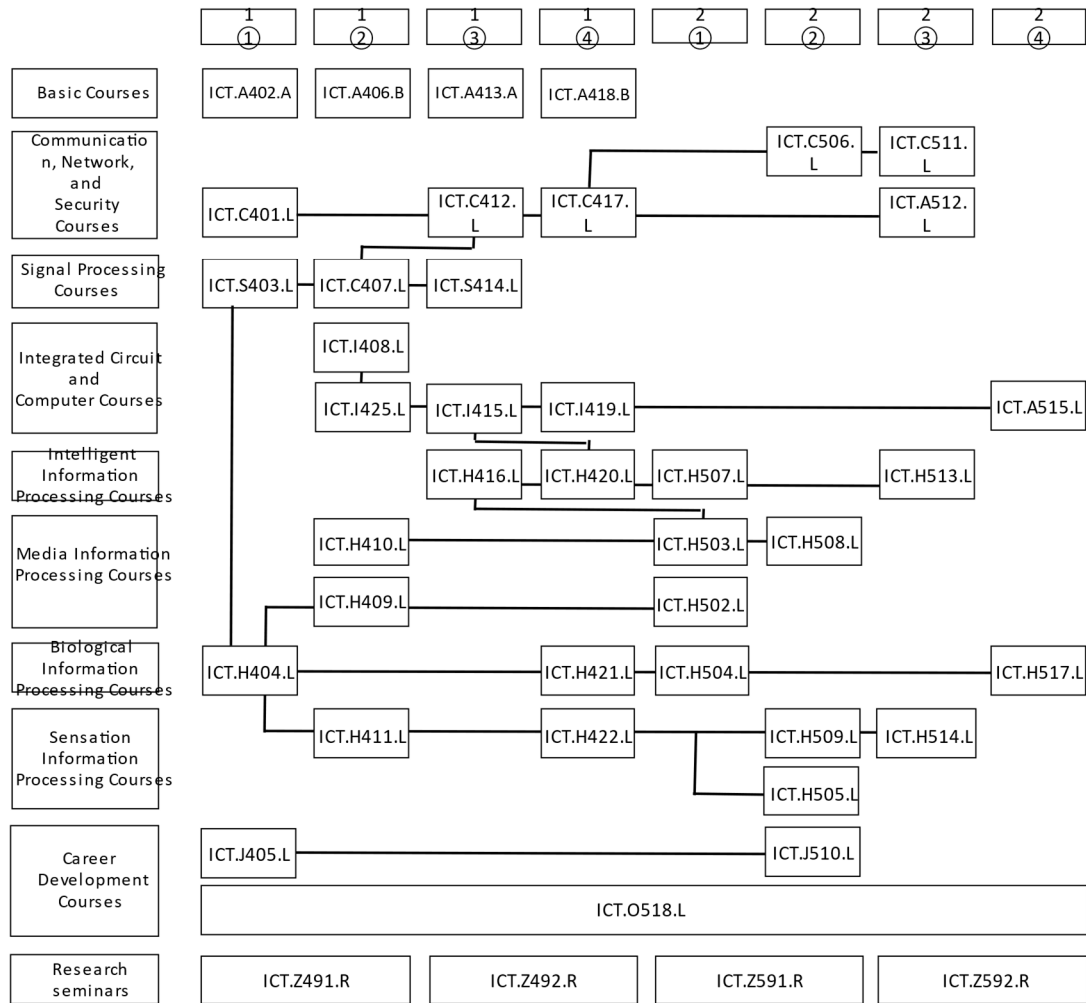 1 1 1 1 2 2 2 2
① ② ③ ④ ① ② ③ ④
Basic Courses
ICT.A402.A
ICT.A406.B
ICT.A413.A
ICT.A418.B
Communicatio
n, Network,
and
Security
Courses
ICT.C506.
L
ICT.C511.
L
ICT.C401.L
ICT.C412.
L
ICT.C417.
L
ICT.A512.
L
Signal Processing
Courses
ICT.S403.L
ICT.C407.L
ICT.S414.L
Integrated Circuit
and
Computer Courses
ICT.I408.L
ICT.I425.L
ICT.I415.L
ICT.I419.L
ICT.A515.L
Intelligent
Information
Processing Courses
ICT.H416.L
ICT.H420.L
ICT.H507.L
ICT.H513.L
Media Information
Processing Courses
ICT.H410.L
ICT.H503.L
ICT.H508.L
ICT.H409.L
ICT.H502.L
Biological
Information
Processing Courses
ICT.H404.L
ICT.H421.L
ICT.H504.L
ICT.H517.L
Sensation
Information
Processing Courses
ICT.H411.L
ICT.H422.L
ICT.H509.L
ICT.H514.L
ICT.H505.L
Career
Development
Courses
ICT.J405.L
ICT.J510.L
ICT.O518.L
Research
seminars
ICT.Z491.R
ICT.Z492.R
ICT.Z591.R
ICT.Z592.R